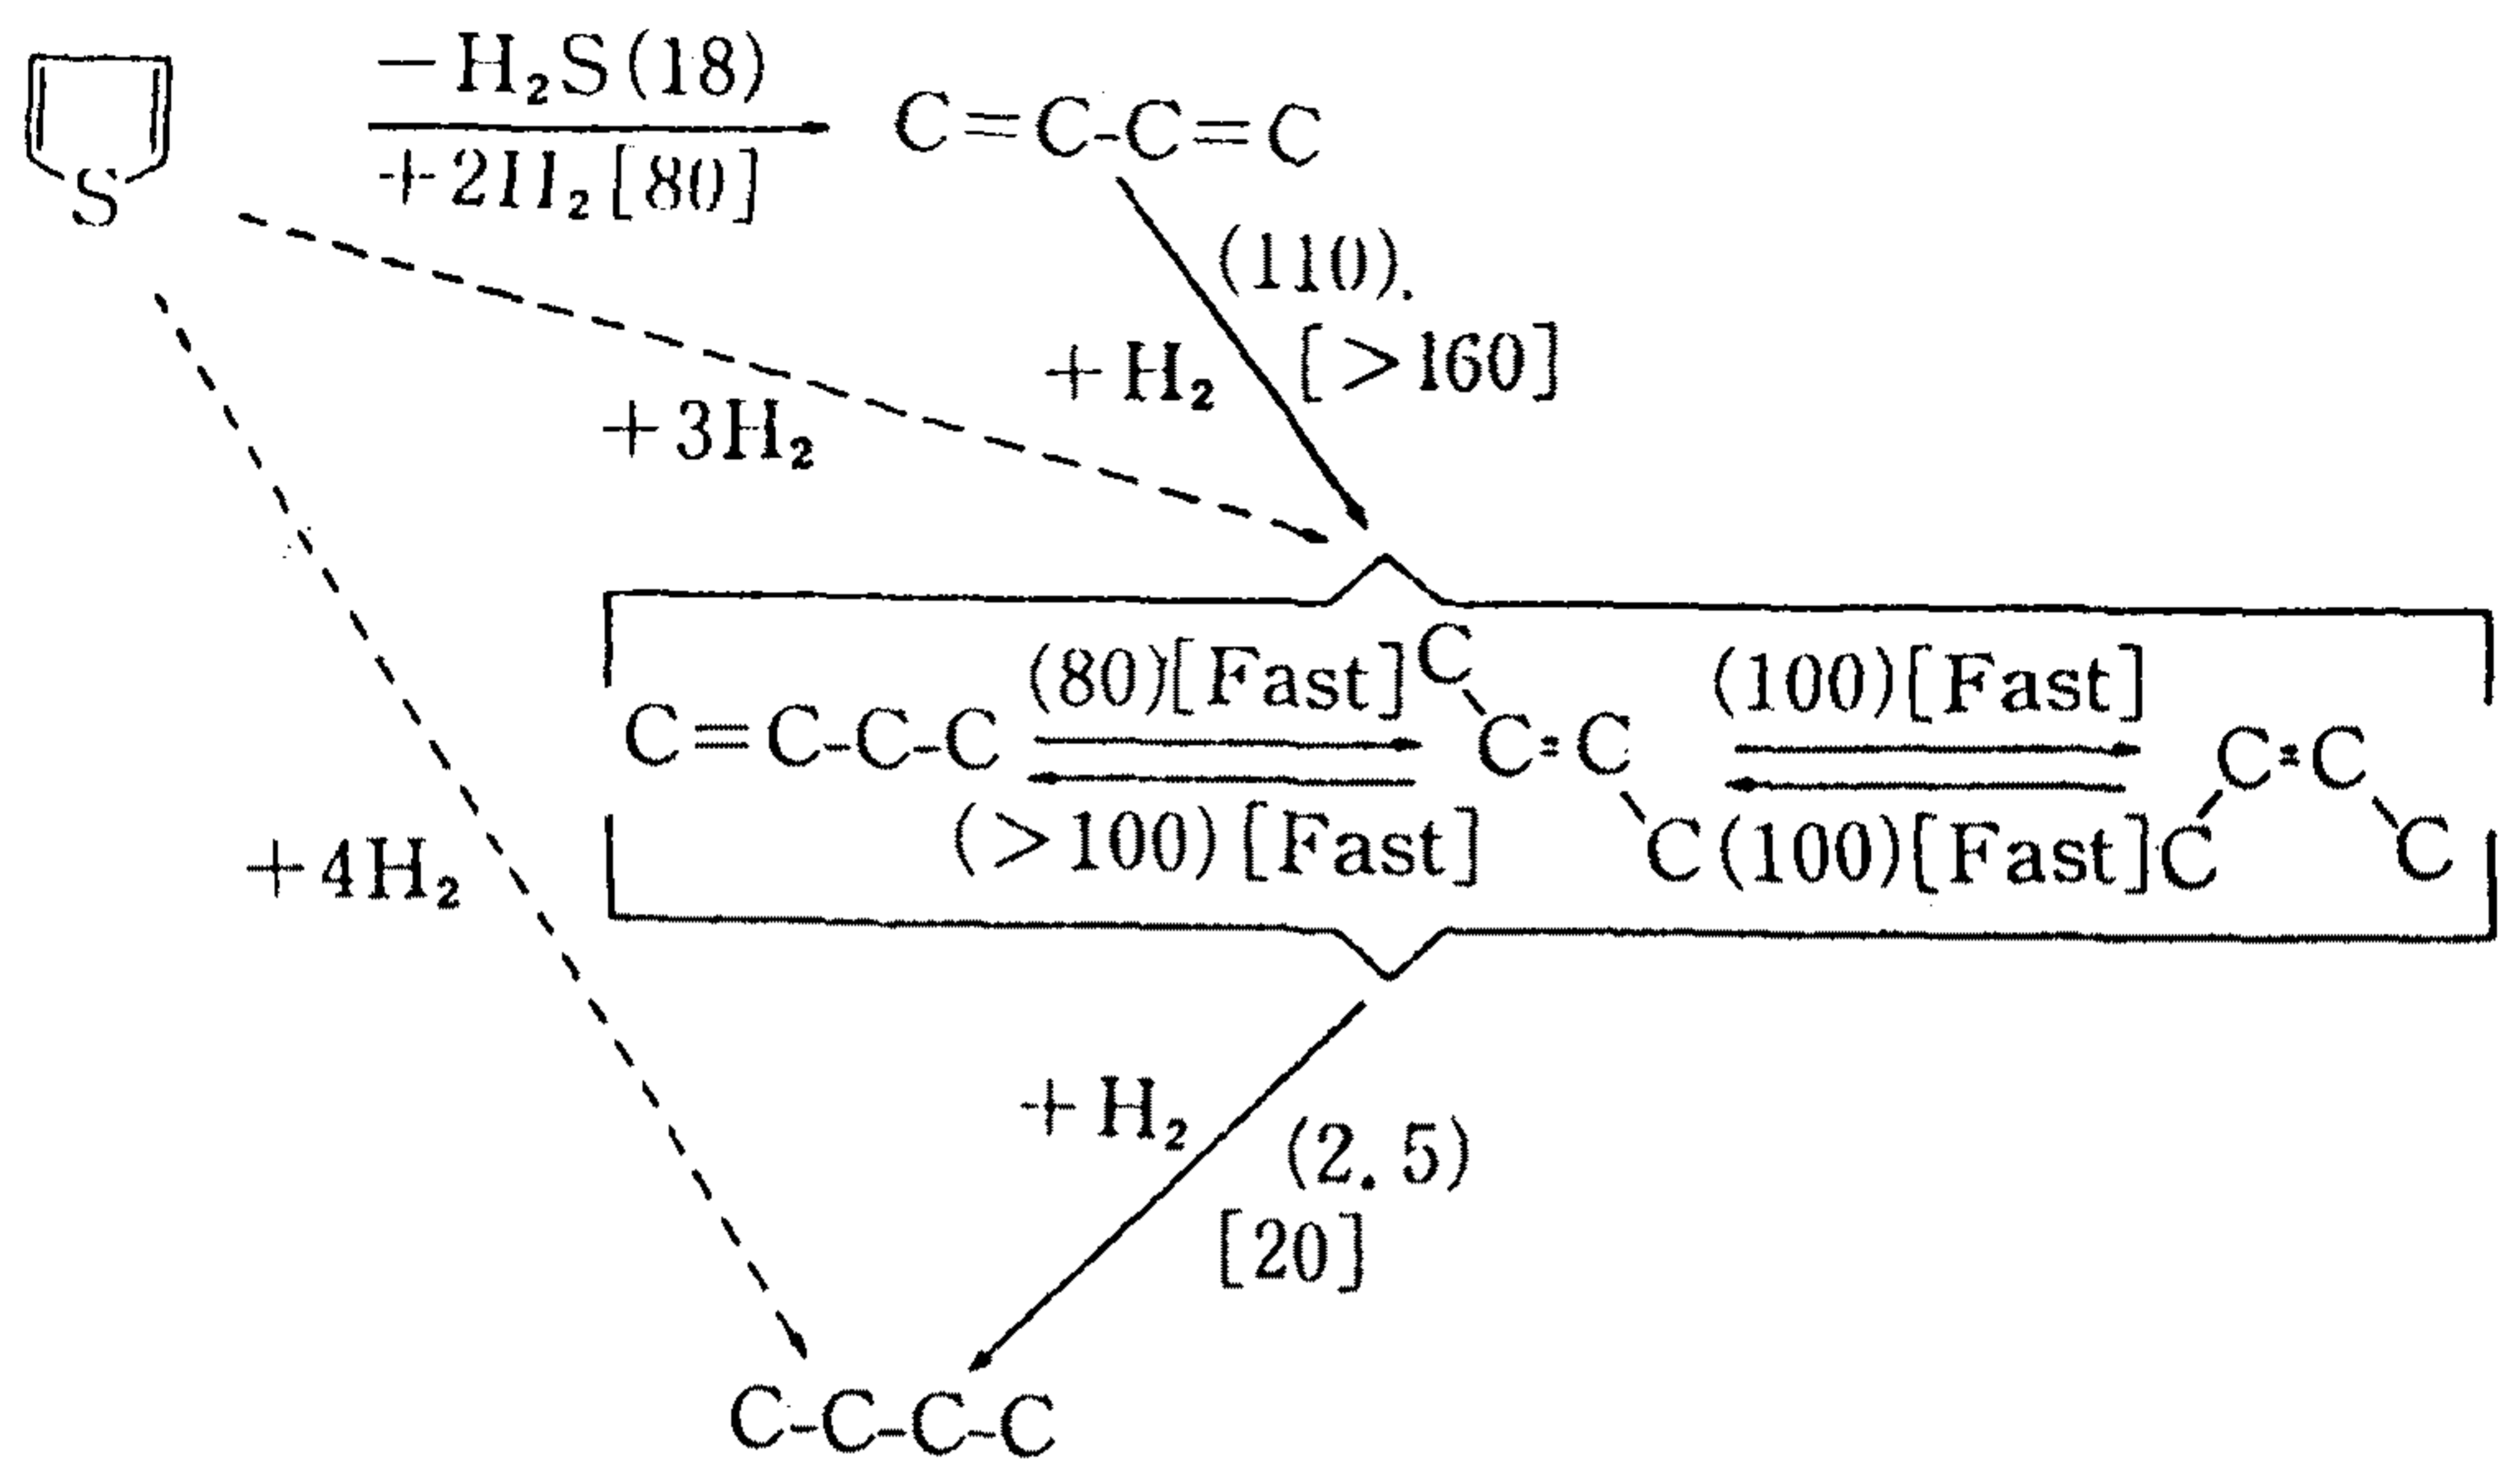 S
−H₂S(18)
+2H₂[80]
C=C-C=C
(110).
+H₂ [>160]
+3H₂
C=C-C-C
(80)[Fast]
(>100)[Fast]
C
C=C
C
(100)[Fast]
(100)[Fast]
C=C
C C
+4H₂
+H₂
(2.5)
[20]
C-C-C-C